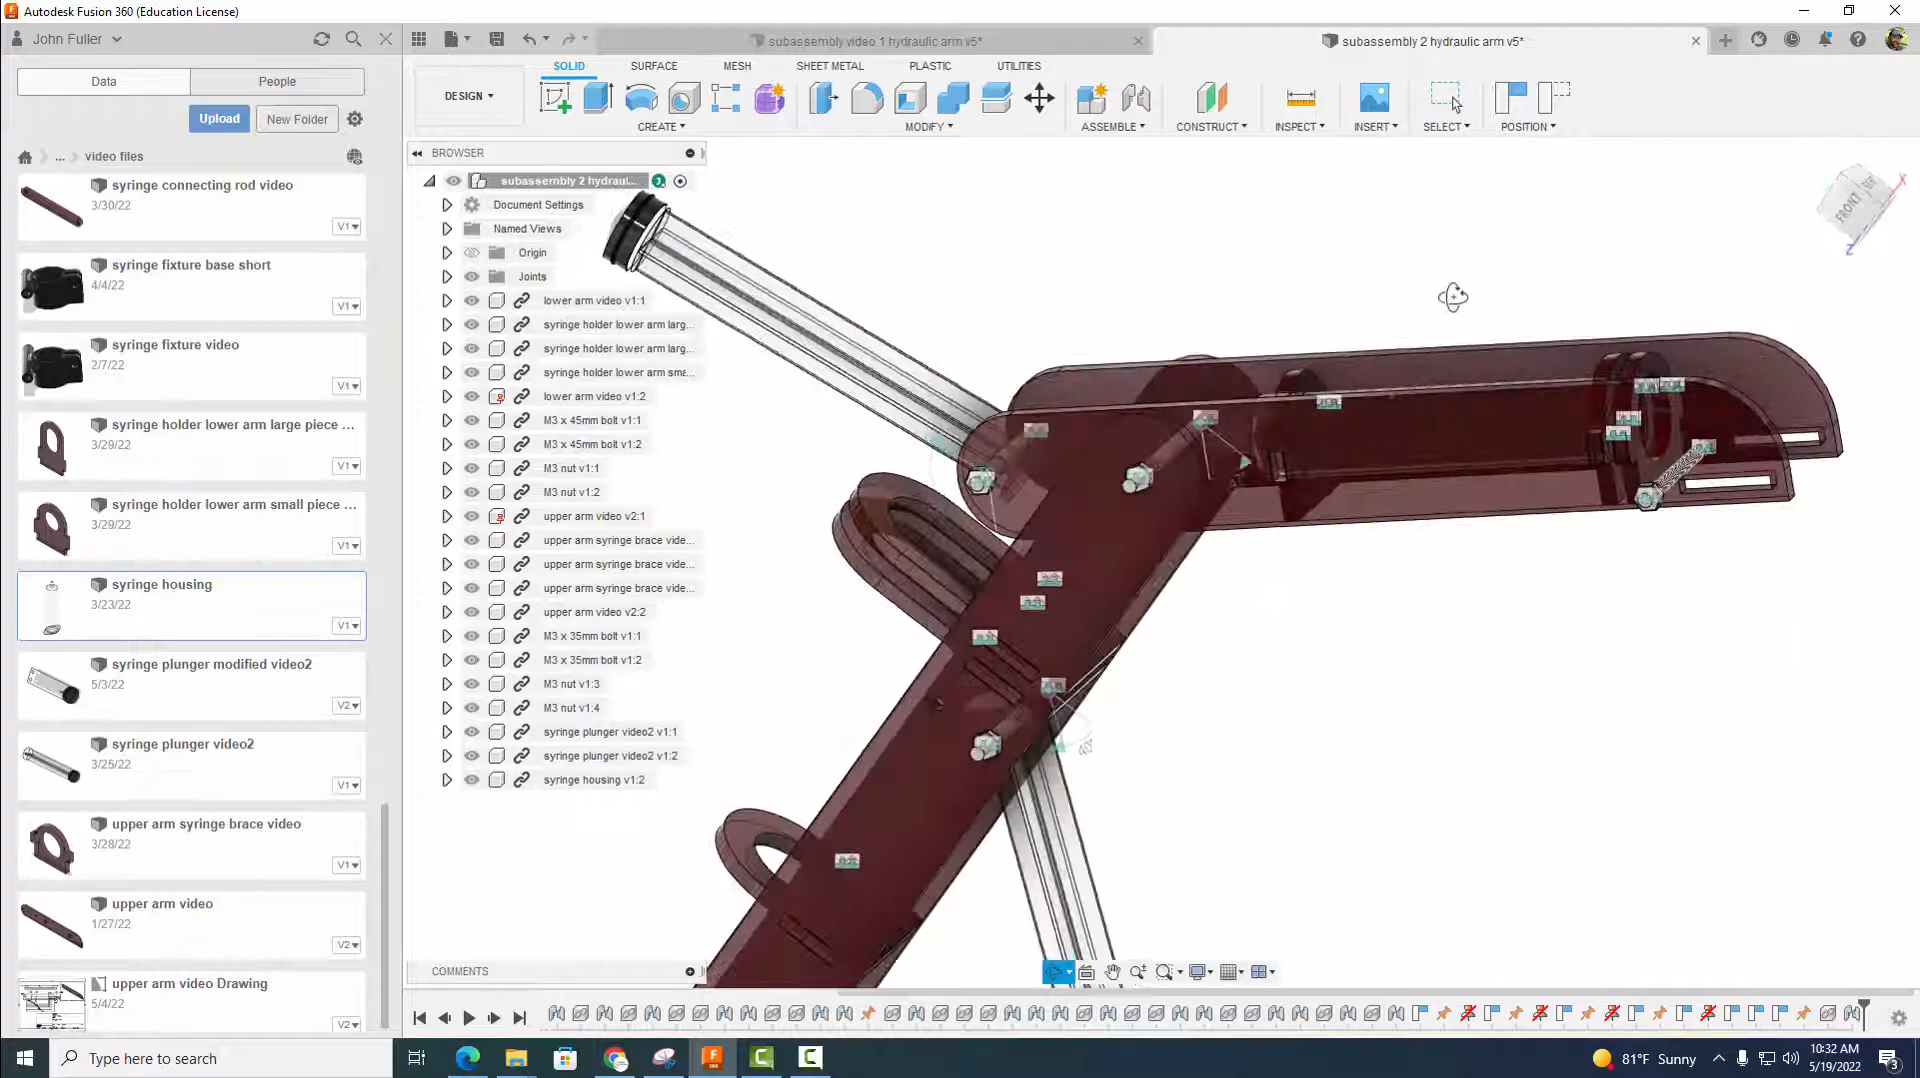 Autodesk Fusion 360 (Education License)
John Fuller
subassembly video 1 hydraulic arm v5*
subassembly 2 hydraulic arm v5*
Data
People
Upload
New Folder
... video files
DESIGN
SOLID
SURFACE
MESH
SHEET METAL
PLASTIC
UTILITIES
CREATE
MODIFY
ASSEMBLE
CONSTRUCT
INSPECT
INSERT
SELECT
POSITION
syringe connecting rod video
3/30/22
V1
syringe fixture base short
4/4/22
V1
syringe fixture video
2/7/22
V1
syringe holder lower arm large piece ...
3/29/22
V1
syringe holder lower arm small piece ...
3/29/22
V1
syringe housing
3/23/22
V1
syringe plunger modified video2
5/3/22
V2
syringe plunger video2
3/25/22
V1
upper arm syringe brace video
3/28/22
V1
upper arm video
1/27/22
V2
upper arm video Drawing
5/4/22
V2
BROWSER
subassembly 2 hydraul...
Document Settings
Named Views
Origin
Joints
lower arm video v1:1
syringe holder lower arm larg...
syringe holder lower arm larg...
syringe holder lower arm sma...
lower arm video v1:2
M3 x 45mm bolt v1:1
M3 x 45mm bolt v1:2
M3 nut v1:1
M3 nut v1:2
upper arm video v2:1
upper arm syringe brace vide...
upper arm syringe brace vide...
upper arm syringe brace vide...
upper arm video v2:2
M3 x 35mm bolt v1:1
M3 x 35mm bolt v1:2
M3 nut v1:3
M3 nut v1:4
syringe plunger video2 v1:1
syringe plunger video2 v1:2
syringe housing v1:2
COMMENTS
FRONT
X
Z
Type here to search
81°F Sunny
10:32 AM
5/19/2022
3